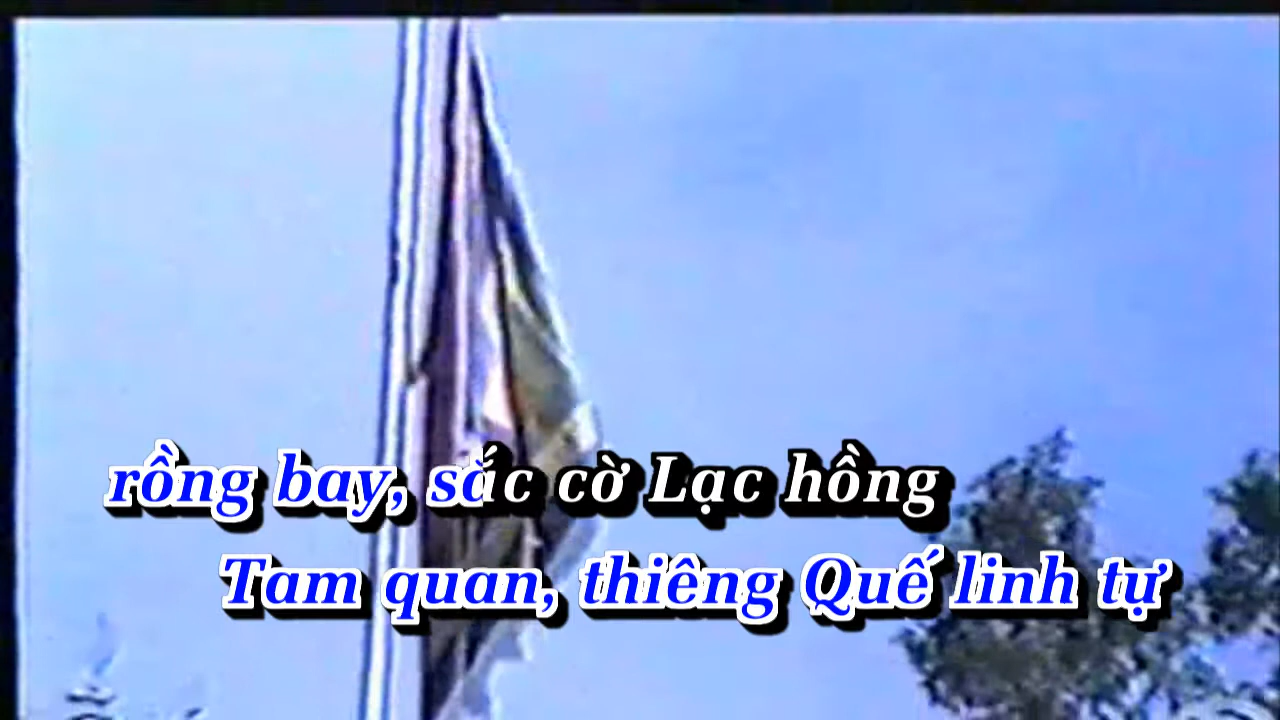 rồng bay, sắc cờ Lạc hồng
Tam quan, thiêng Quế linh tự